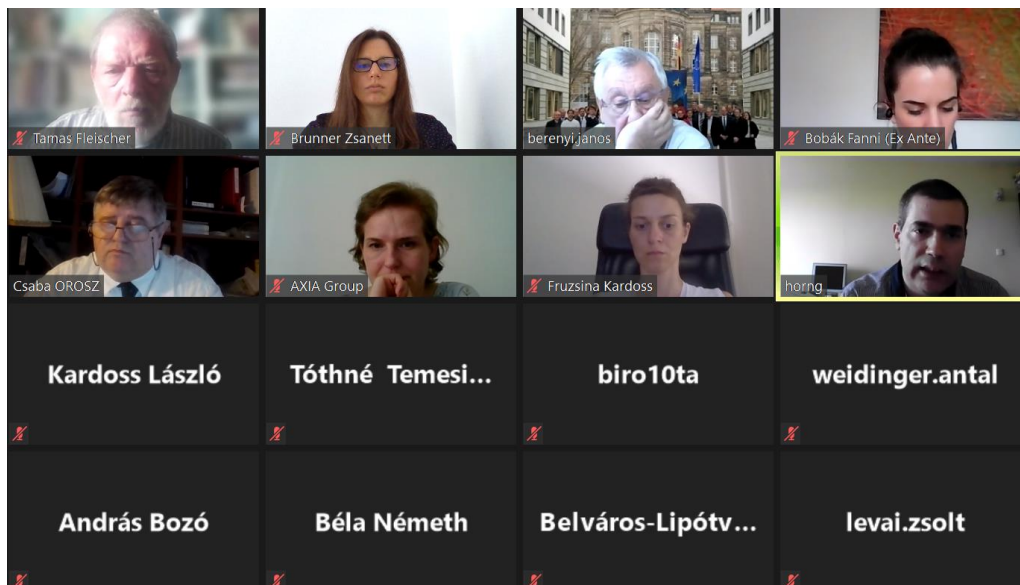 Tamas Fleischer
Brunner Zsanett
berenyi.janos
Bobák Fanni (Ex Ante)
Csaba OROSZ
AXIA Group
Fruzsina Kardoss
horng
Kardoss László
Tóthné Temesi...
biro10ta
weidinger.antal
András Bozó
Béla Németh
Belváros-Lipótv...
levai.zsolt